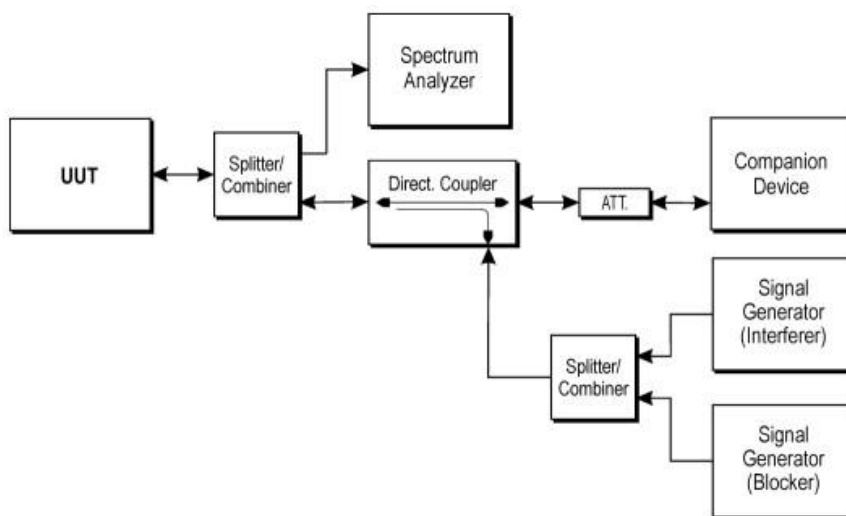 Spectrum
Analyzer
UUT
Splitter/
Combiner
Direct. Coupler
ATT.
Companion
Device
Signal
Generator
(Interferer)
Splitter/
Combiner
Signal
Generator
(Blocker)